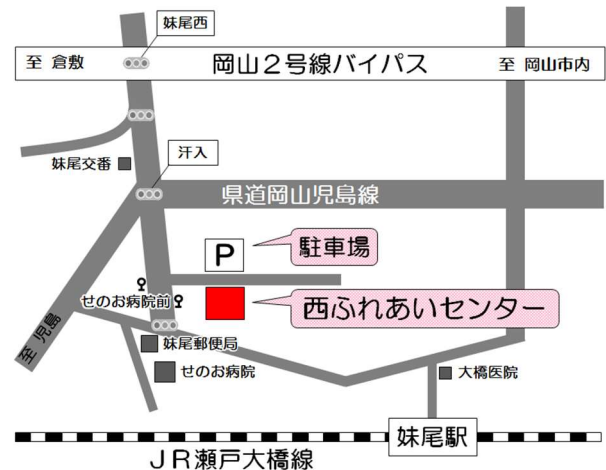 妹尾西
至 倉敷
岡山２号線バイパス
至 岡山市内
汗入
妹尾交番
県道岡山児島線
P
駐車場
せのお病院前
西ふれあいセンター
至 児島
妹尾郵便局
せのお病院
大橋医院
妹尾駅
ＪＲ瀬戸大橋線